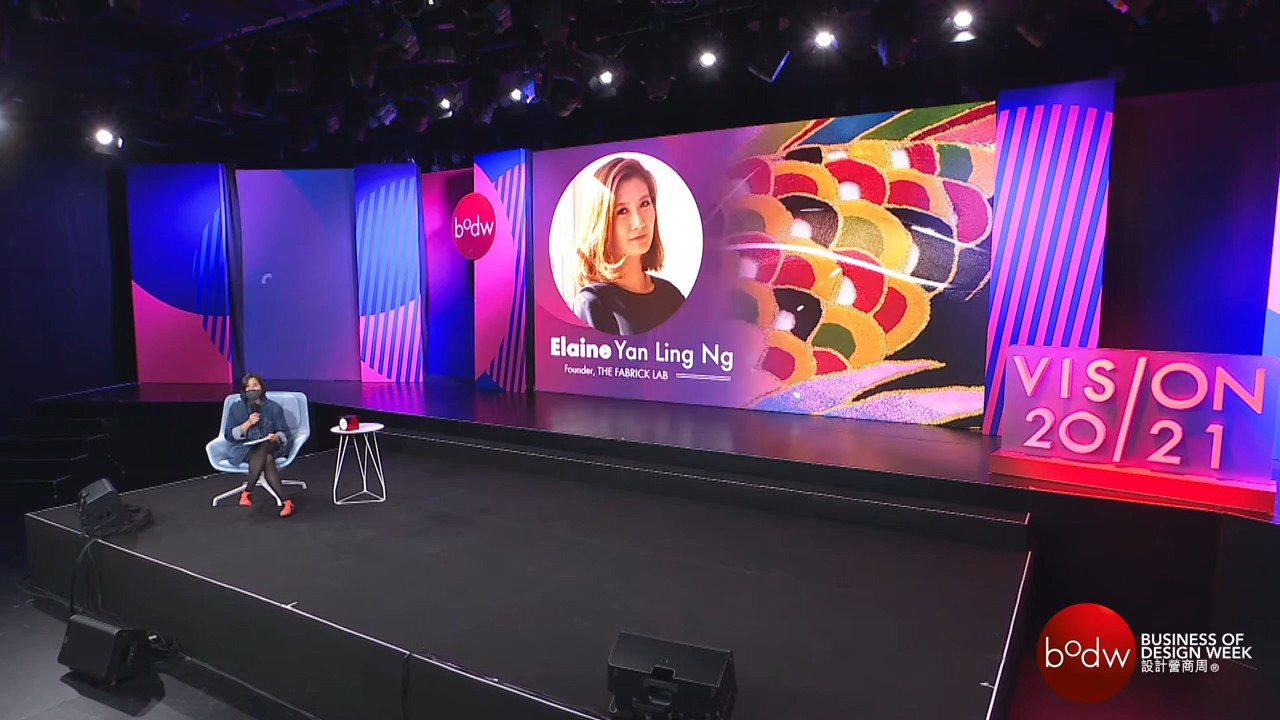 bodw
Elaine Yan Ling Ng
Founder, THE FABRICK LAB
VIS/ON
20/21
bodw
BUSINESS OF
DESIGN WEEK
設計營商周®